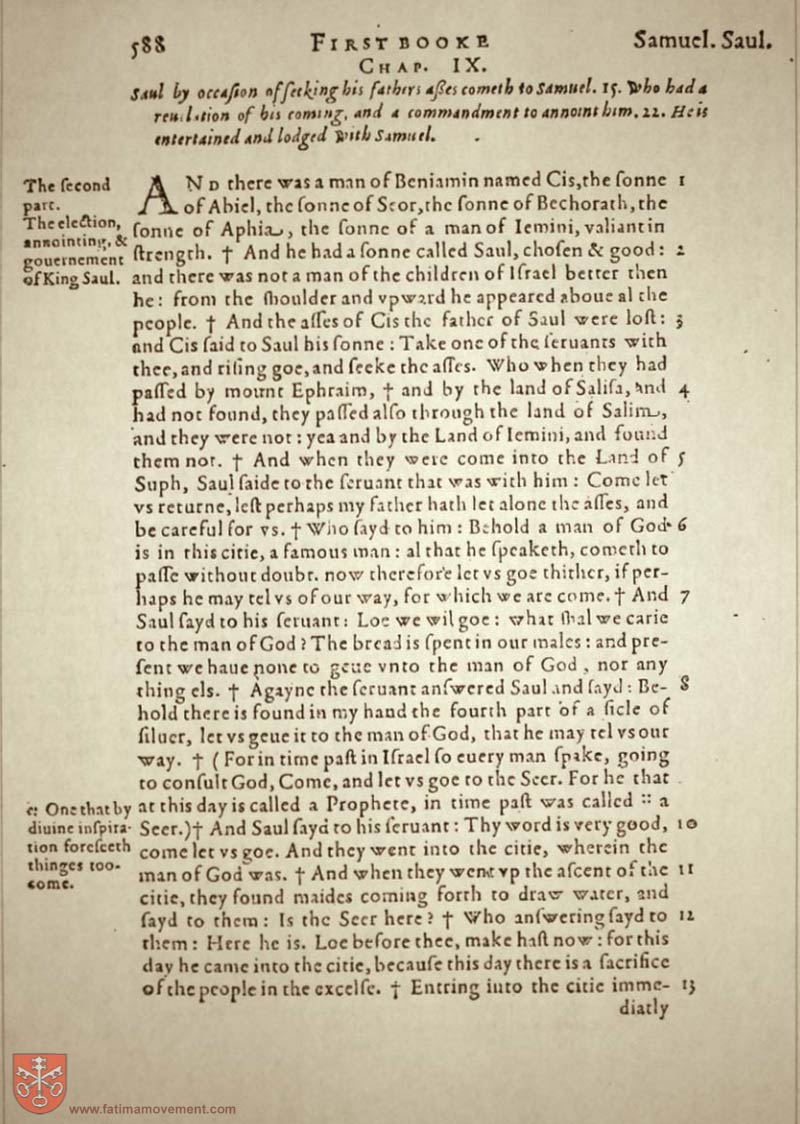 588 FIRST BOOKE Samuel. Saul.
CHAP. IX.
Saul by occaſion of ſeeking his fathers aſſes cometh to Samuel. 15. Who had a
reuelation of his coming, and a commandment to annoint him. 22. He is
entertained and lodged with Samuel.
The ſecond
part.
The election,
annointing, &
gouernement
of King Saul.
AND there was a man of Beniamin named Cis, the ſonne 1
of Abiel, the ſonne of Seor, the ſonne of Bechorath, the
ſonne of Aphia, the ſonne of a man of Iemini, valiant in
ſtrength. † And he had a ſonne called Saul, choſen & good: 2
and there was not a man of the children of Iſrael better then
he: from the ſhoulder and vpward he appeared aboue al the
people. † And the aſſes of Cis the father of Saul were loſt: 3
and Cis ſaid to Saul his ſonne: Take one of the ſeruants with
thee, and riſing goe, and ſeeke the aſſes. Who when they had
paſſed by mount Ephraim, † and by the land of Saliſa, and 4
had not found, they paſſed alſo through the land of Salim,
and they were not: yea and by the Land of Iemini, and found
them not. † And when they were come into the Land of 5
Suph, Saul ſaide to the ſeruant that was with him: Come let
vs returne, leſt perhaps my father hath let alone the aſſes, and
be careful for vs. † Who ſayd to him: Behold a man of God 6
is in this citie, a famous man: al that he ſpeaketh, cometh to
paſſe without doubt. now therefore let vs goe thither, if per-
haps he may tel vs of our way, for which we are come. † And 7
Saul ſayd to his ſeruant: Loe we wil goe: what ſhal we carie
to the man of God? The bread is ſpent in our males: and pre-
ſent we haue none to geue vnto the man of God, nor any
thing els. † Agayne the ſeruant anſwered Saul and ſayd: Be- 8
hold there is found in my hand the fourth part of a ſicle of
ſiluer, let vs geue it to the man of God, that he may tel vs our
way. † (For in time paſt in Iſrael ſo euery man ſpake, going
to conſult God, Come, and let vs goe to the Seer. For he that
at this day is called a Prophete, in time paſt was called :: a
Seer.) † And Saul ſayd to his ſeruant: Thy word is very good, 10
come let vs goe. And they went into the citie, wherein the
man of God was. † And when they went vp the aſcent of the 11
citie, they found maides coming forth to draw water, and
ſayd to them: Is the Seer here? † Who anſwering ſayd to 12
them: Here he is. Loe before thee, make haſt now: for this
day he came into the citie, becauſe this day there is a ſacrifice
of the people in the excelſe. † Entring into the citie imme- 13
diatly
:: One that by
diuine inſpira-
tion foreſeeth
thinges too-
come.
www.fatimamovement.com